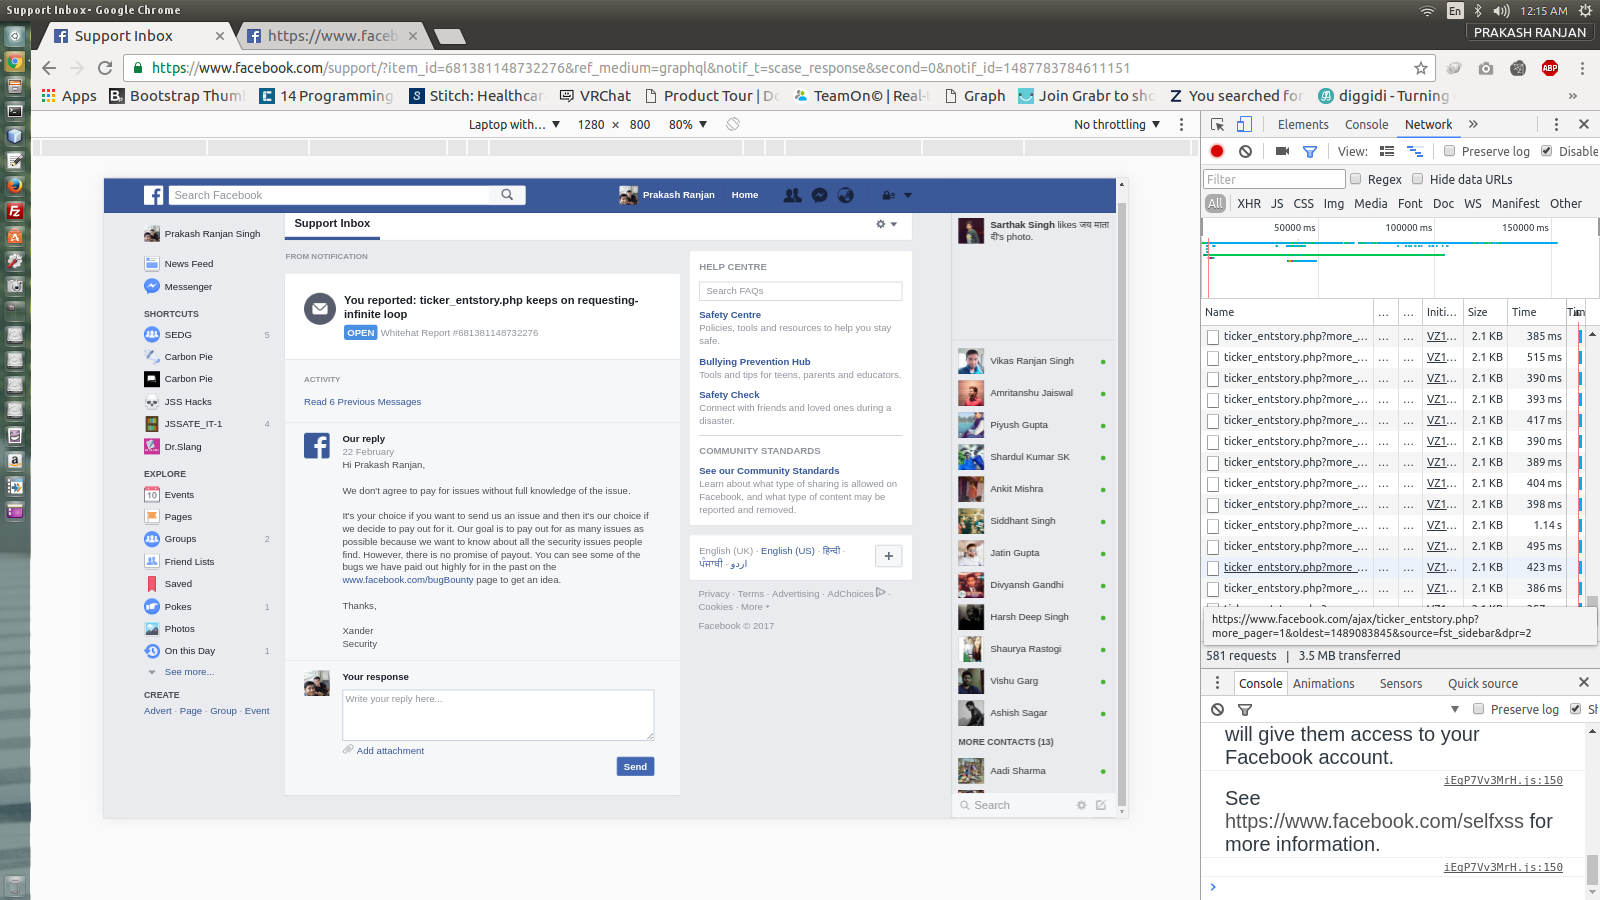 Support Inbox - Google Chrome
En
12:15 AM
PRAKASH RANJAN
Support Inbox
https://www.faceb
https://www.facebook.com/support/?item_id=681381148732276&ref_medium=graphql&notif_t=scase_response&second=0&notif_id=1487783784611151
ABP
Apps
Bootstrap Thum
14 Programming
Stitch: Healthcar
VRChat
Product Tour | Do
TeamOn© | Real-
Graph
Join Grabr to sh
You searched for
diggidi - Turning
»
Laptop with... ▼ 1280 × 800 80% ▼
No throttling ▼
Elements Console Network »
View: Preserve log Disable
Filter Regex Hide data URLs
All XHR JS CSS Img Media Font Doc WS Manifest Other
50000 ms 100000 ms 150000 ms
Name ... ... Initi... Size Time
ticker_entstory.php?more_... ... ... VZ1... 2.1 KB 385 ms
ticker_entstory.php?more_... ... ... VZ1... 2.1 KB 515 ms
ticker_entstory.php?more_... ... ... VZ1... 2.1 KB 390 ms
ticker_entstory.php?more_... ... ... VZ1... 2.1 KB 393 ms
ticker_entstory.php?more_... ... ... VZ1... 2.1 KB 417 ms
ticker_entstory.php?more_... ... ... VZ1... 2.1 KB 390 ms
ticker_entstory.php?more_... ... ... VZ1... 2.1 KB 389 ms
ticker_entstory.php?more_... ... ... VZ1... 2.1 KB 404 ms
ticker_entstory.php?more_... ... ... VZ1... 2.1 KB 398 ms
ticker_entstory.php?more_... ... ... VZ1... 2.1 KB 1.14 s
ticker_entstory.php?more_... ... ... VZ1... 2.1 KB 495 ms
ticker_entstory.php?more_... ... ... VZ1... 2.1 KB 423 ms
ticker_entstory.php?more_... ... ... VZ1... 2.1 KB 386 ms
https://www.facebook.com/ajax/ticker_entstory.php?
more_pager=1&oldest=1489083845&source=fst_sidebar&dpr=2
581 requests | 3.5 MB transferred
Console Animations Sensors Quick source
Preserve log Sh
will give them access to your
Facebook account.
iEqP7Vv3MrH.js:150
See
https://www.facebook.com/selfxss for
more information.
iEqP7Vv3MrH.js:150
Search Facebook
Prakash Ranjan Home
Prakash Ranjan Singh
News Feed
Messenger
SHORTCUTS
SEDG 5
Carbon Pie
Carbon Pie
JSS Hacks
JSSATE_IT-1 4
Dr.Slang
EXPLORE
10 Events
Pages
Groups 2
Friend Lists
Saved
Pokes 1
Photos
On this Day 1
See more...
CREATE
Advert · Page · Group · Event
Support Inbox
FROM NOTIFICATION
You reported: ticker_entstory.php keeps on requesting-
infinite loop
OPEN Whitehat Report #681381148732276
ACTIVITY
Read 6 Previous Messages
Our reply
22 February
Hi Prakash Ranjan,
We don't agree to pay for issues without full knowledge of the issue.
It's your choice if you want to send us an issue and then it's our choice if
we decide to pay out for it. Our goal is to pay out for as many issues as
possible because we want to know about all the security issues people
find. However, there is no promise of payout. You can see some of the
bugs we have paid out highly for in the past on the
www.facebook.com/bugBounty page to get an idea.
Thanks,
Xander
Security
Your response
Write your reply here...
Add attachment
Send
HELP CENTRE
Search FAQs
Safety Centre
Policies, tools and resources to help you stay
safe.
Bullying Prevention Hub
Tools and tips for teens, parents and educators.
Safety Check
Connect with friends and loved ones during a
disaster.
COMMUNITY STANDARDS
See our Community Standards
Learn about what type of sharing is allowed on
Facebook, and what type of content may be
reported and removed.
English (UK) · English (US) · हिन्दी ·
ਪੰਜਾਬੀ · اردو
+
Privacy · Terms · Advertising · AdChoices ·
Cookies · More
Facebook © 2017
Sarthak Singh likes जय माता
दी's photo.
Vikas Ranjan Singh
Amritanshu Jaiswal
Piyush Gupta
Shardul Kumar SK
Ankit Mishra
Siddhant Singh
Jatin Gupta
Divyansh Gandhi
Harsh Deep Singh
Shaurya Rastogi
Vishu Garg
Ashish Sagar
MORE CONTACTS (13)
Aadi Sharma
Search